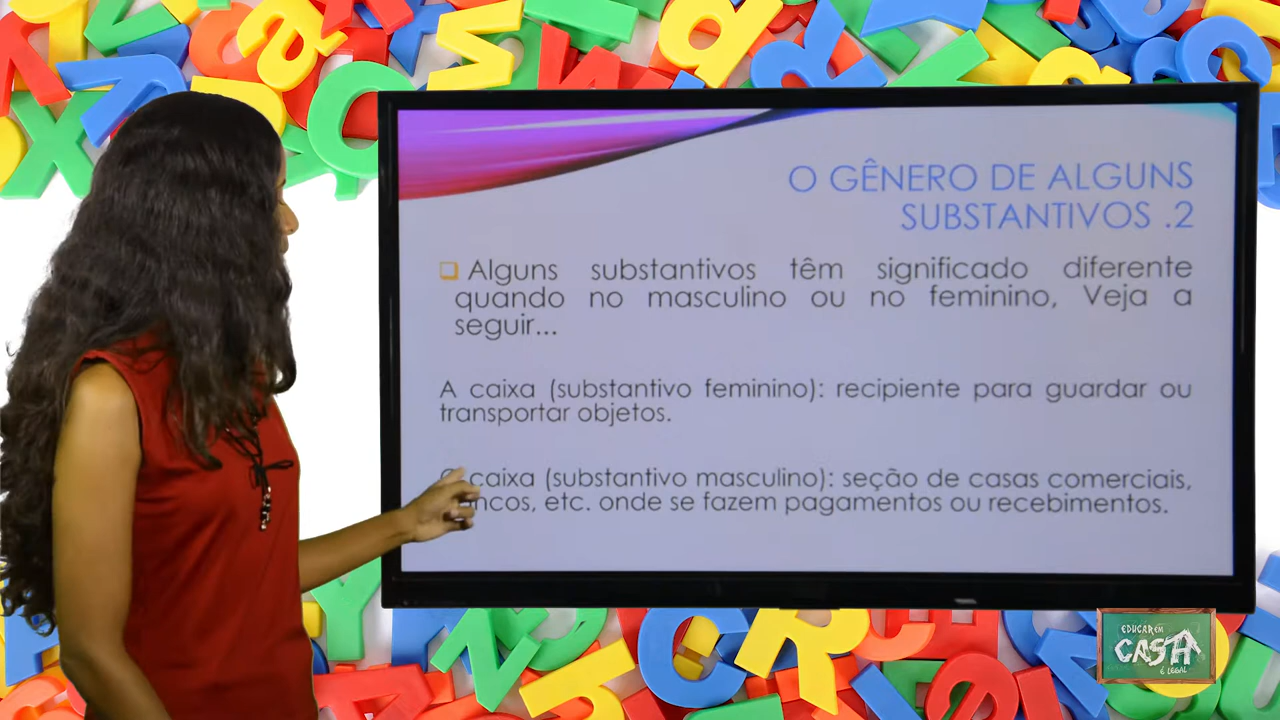 O GÊNERO DE ALGUNS
SUBSTANTIVOS .2
Alguns substantivos têm significado diferente
quando no masculino ou no feminino, Veja a
seguir...
A caixa (substantivo feminino): recipiente para guardar ou
transportar objetos.
caixa (substantivo masculino): seção de casas comerciais,
etc. onde se fazem pagamentos ou recebimentos.
EDUCAR EM
CASA
É LEGAL